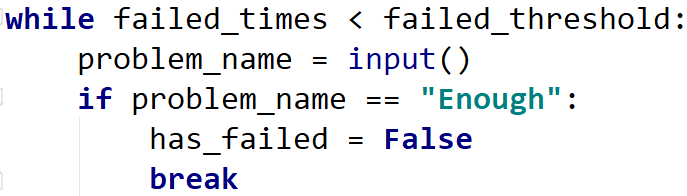 while failed_times < failed_threshold:
    problem_name = input()
    if problem_name == "Enough":
        has_failed = False
        break